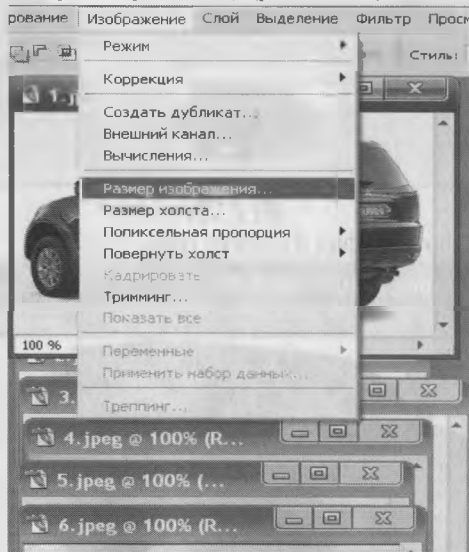 рование Изображение Слой Выделение Фильтр Просм
Режим
Стиль:
Коррекция
1.j
Создать дубликат...
Внешний канал...
Вычисления...
Размер изображения...
Размер холста...
Попиксельная пропорция
Повернуть холст
Кадрировать
Тримминг...
Показать все
100 %
Переменные
Применить набор данных...
3.
Треппинг...
4.jpeg @ 100% (R...
5.jpeg @ 100% (...
6.jpeg @ 100% (R...